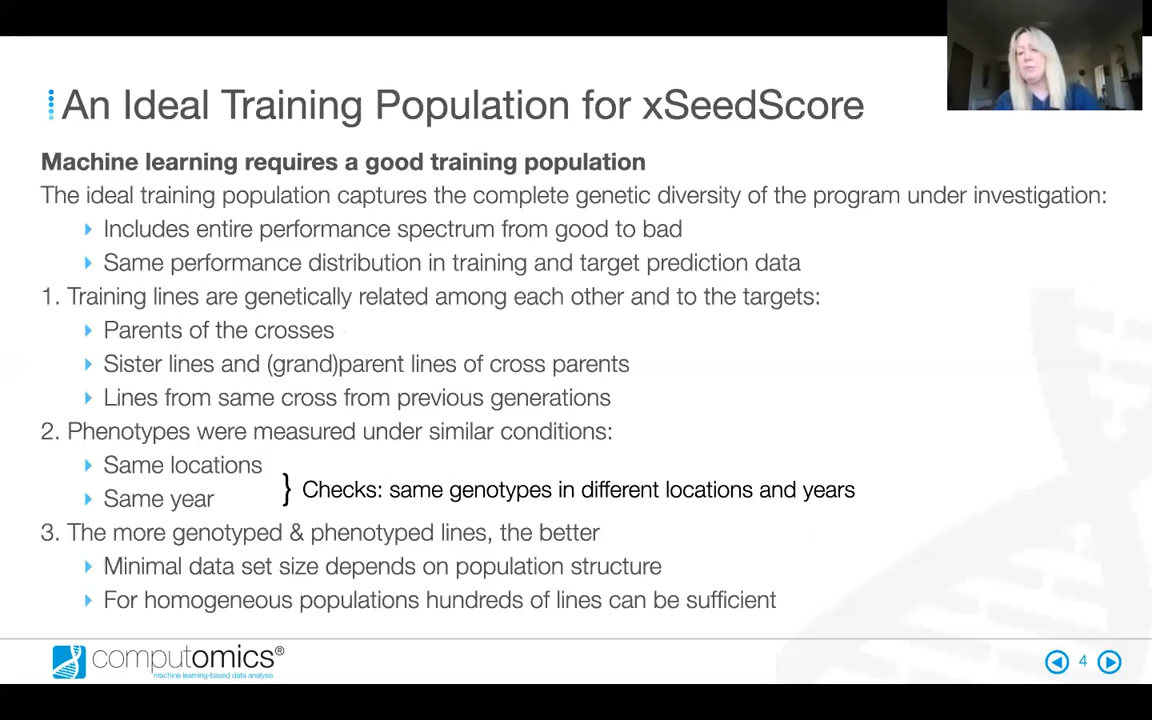 An Ideal Training Population for xSeedScore
Machine learning requires a good training population
The ideal training population captures the complete genetic diversity of the program under investigation:
Includes entire performance spectrum from good to bad
Same performance distribution in training and target prediction data
1. Training lines are genetically related among each other and to the targets:
Parents of the crosses
Sister lines and (grand)parent lines of cross parents
Lines from same cross from previous generations
2. Phenotypes were measured under similar conditions:
Same locations
Same year
} Checks: same genotypes in different locations and years
3. The more genotyped & phenotyped lines, the better
Minimal data set size depends on population structure
For homogeneous populations hundreds of lines can be sufficient
computomics®
machine learning-based data analysis
4